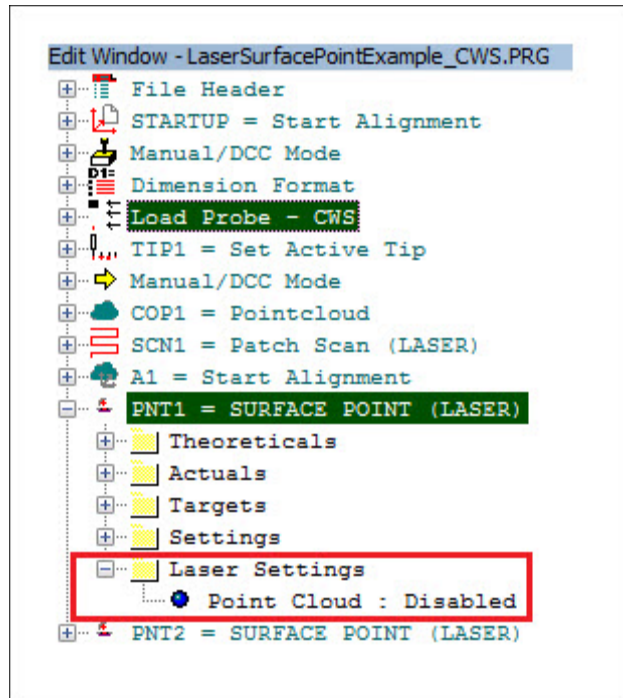 Edit Window - LaserSurfacePointExample_CWS.PRG
File Header
STARTUP = Start Alignment
Manual/DCC Mode
D1=
Dimension Format
Load Probe - CWS
TIP1 = Set Active Tip
Manual/DCC Mode
COP1 = Pointcloud
SCN1 = Patch Scan (LASER)
A1 = Start Alignment
PNT1 = SURFACE POINT (LASER)
Theoreticals
Actuals
Targets
Settings
Laser Settings
Point Cloud : Disabled
PNT2 = SURFACE POINT (LASER)